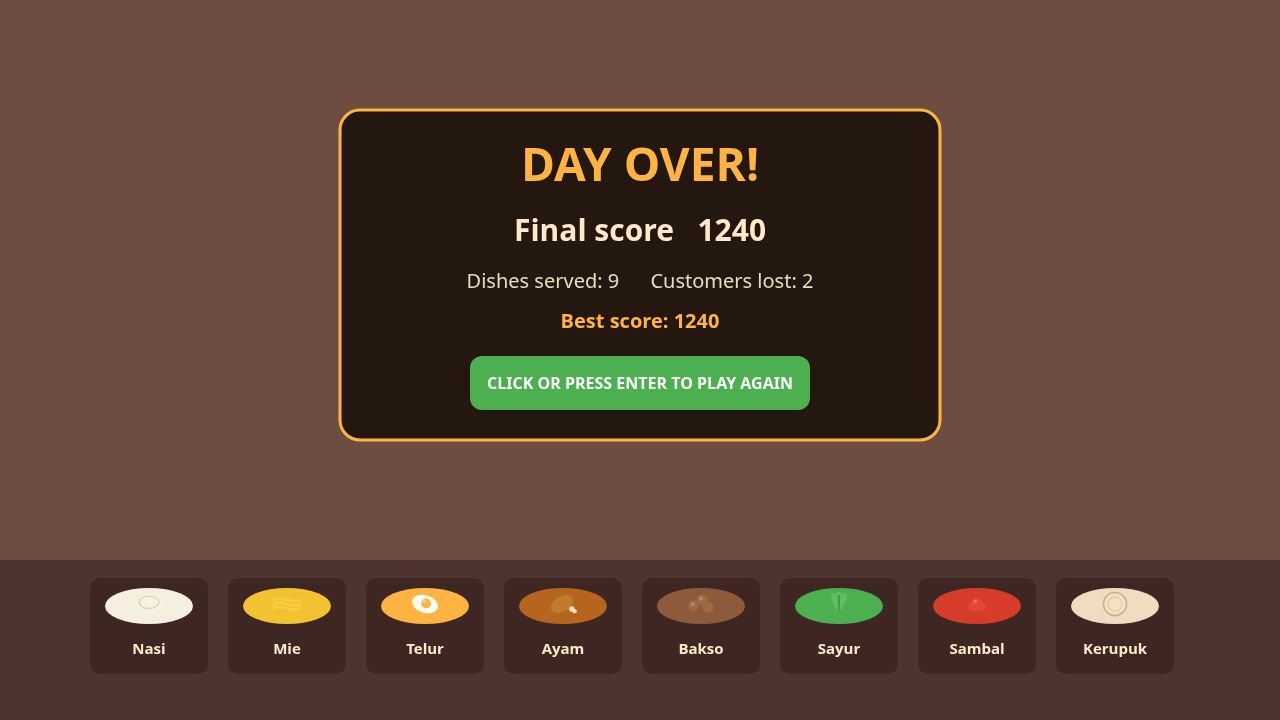 DAY OVER!
Final score 1240
Dishes served: 9 Customers lost: 2
Best score: 1240
CLICK OR PRESS ENTER TO PLAY AGAIN
Nasi Mie Telur Ayam Bakso Sayur Sambal Kerupuk